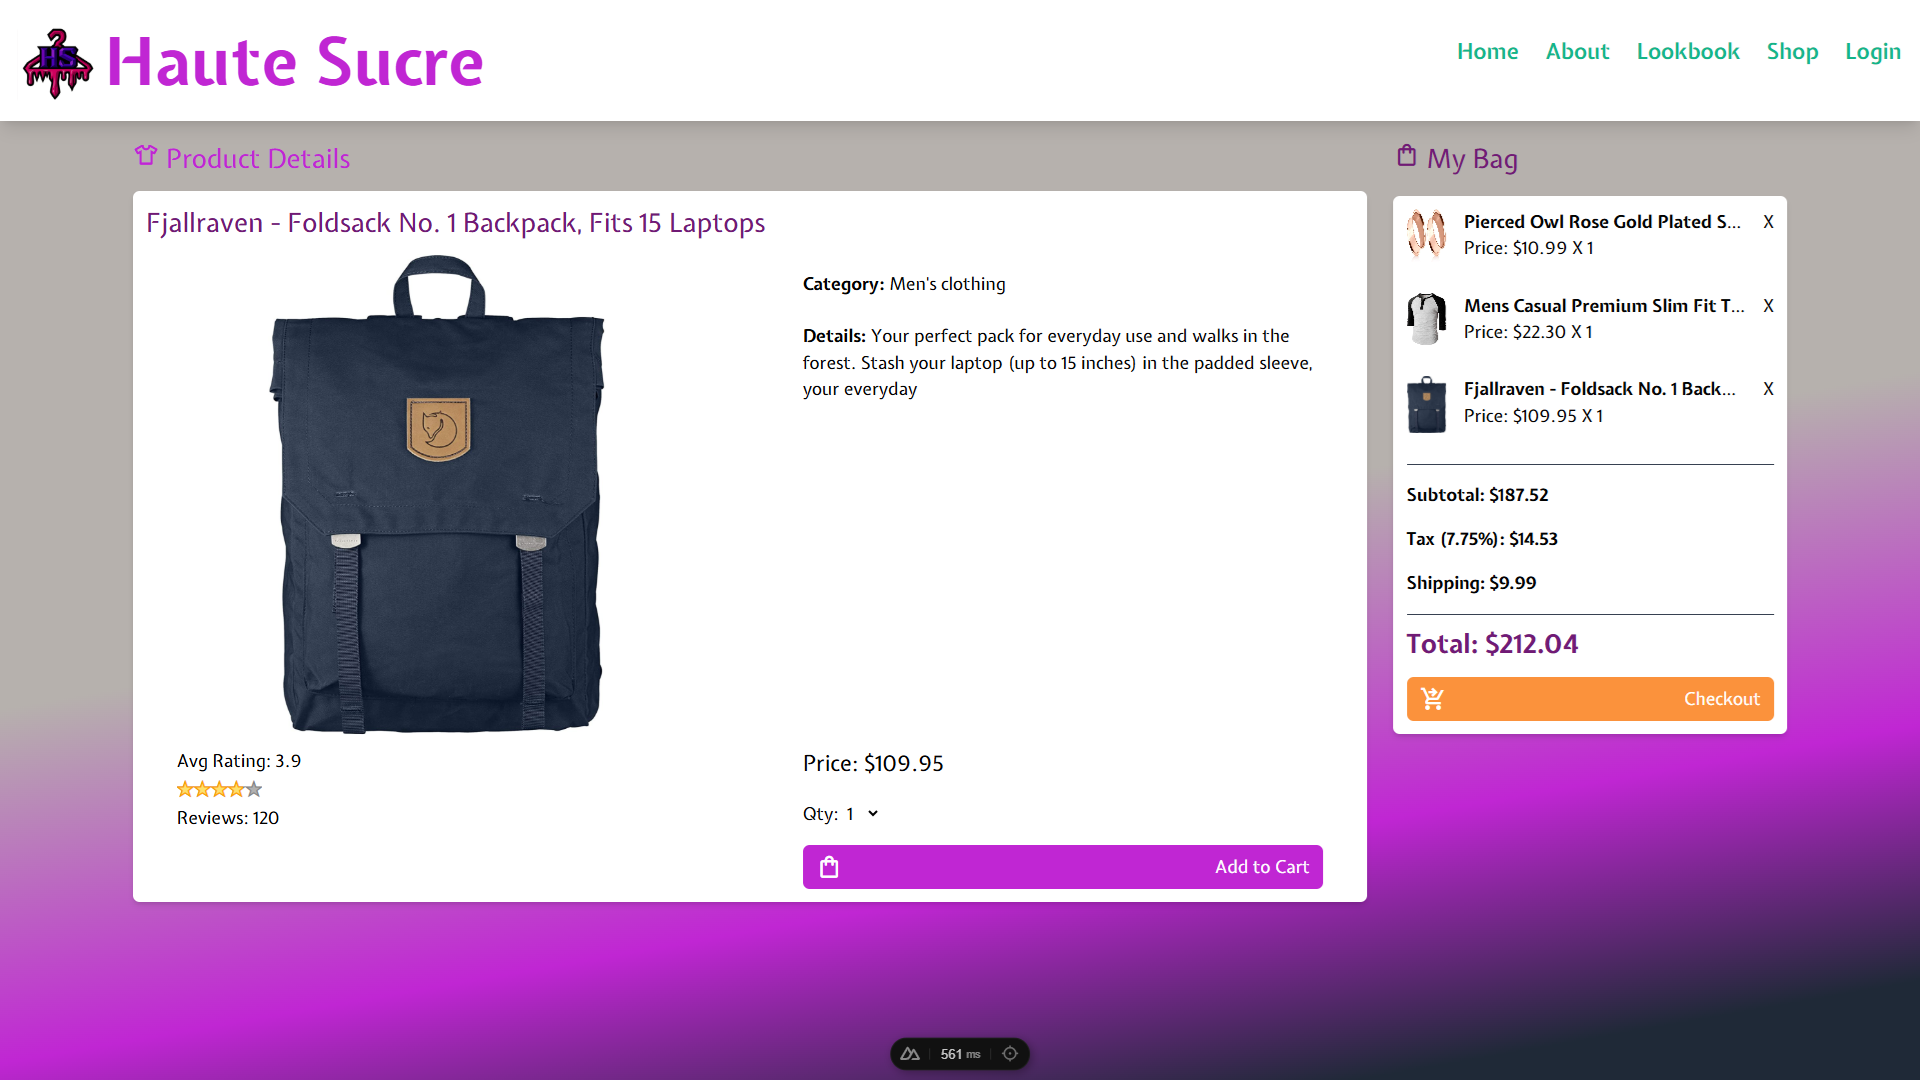 HS
Haute Sucre
Home About Lookbook Shop Login
Product Details
Fjallraven - Foldsack No. 1 Backpack, Fits 15 Laptops
Category: Men's clothing
Details: Your perfect pack for everyday use and walks in the
forest. Stash your laptop (up to 15 inches) in the padded sleeve,
your everyday
Avg Rating: 3.9
Reviews: 120
Price: $109.95
Qty: 1
Add to Cart
My Bag
Pierced Owl Rose Gold Plated S... X
Price: $10.99 X 1
Mens Casual Premium Slim Fit T... X
Price: $22.30 X 1
Fjallraven - Foldsack No. 1 Back... X
Price: $109.95 X 1
Subtotal: $187.52
Tax (7.75%): $14.53
Shipping: $9.99
Total: $212.04
Checkout
561 ms